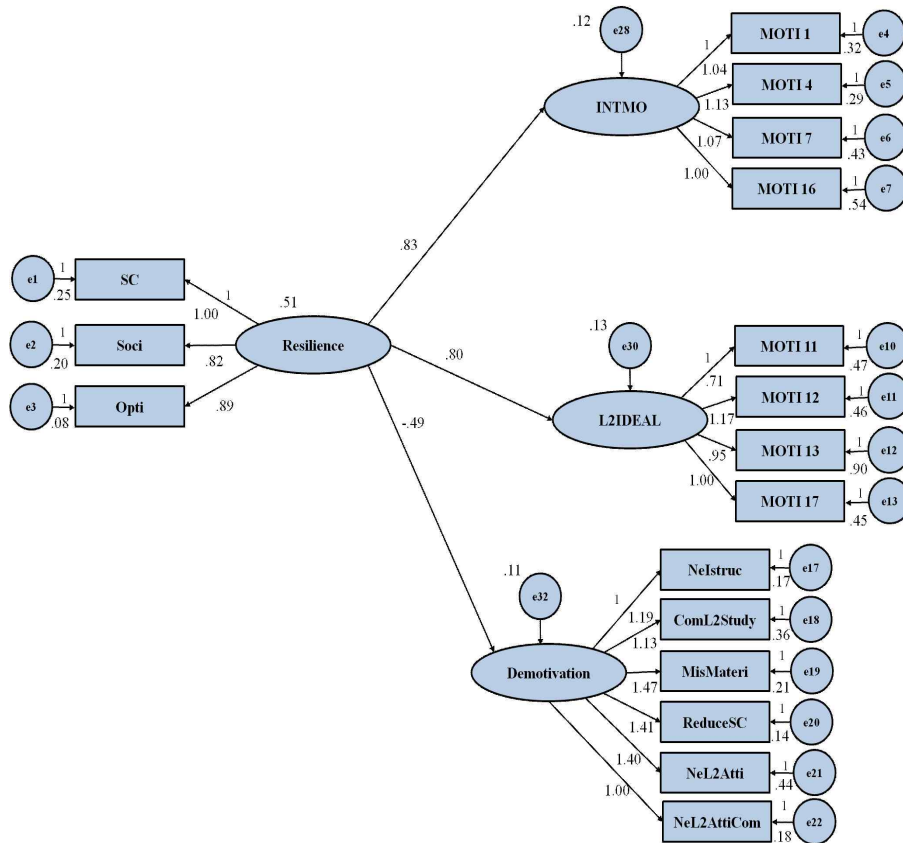 .12
e28
1
MOTI 1
1
.32
e4
1.04
MOTI 4
1
.29
e5
1.13
INTMO
MOTI 7
1
.43
e6
1.07
MOTI 16
1
.54
e7
1.00
.83
e1
1
.25
SC
1
1.00
.51
e2
1
.20
Soci
.82
Resilience
e3
1
.08
Opti
.89
.80
-.49
.13
e30
1
MOTI 11
1
.47
e10
.71
MOTI 12
1
.46
e11
1.17
L2IDEAL
MOTI 13
1
.90
e12
.95
MOTI 17
1
.45
e13
1.00
.11
e32
1
NeIstruc
1
.17
e17
1.19
ComL2Study
1
.36
e18
1.13
Demotivation
MisMateri
1
.21
e19
1.47
ReduceSC
1
.14
e20
1.41
NeL2Atti
1
.44
e21
1.40
NeL2AttiCom
1
.18
e22
1.00